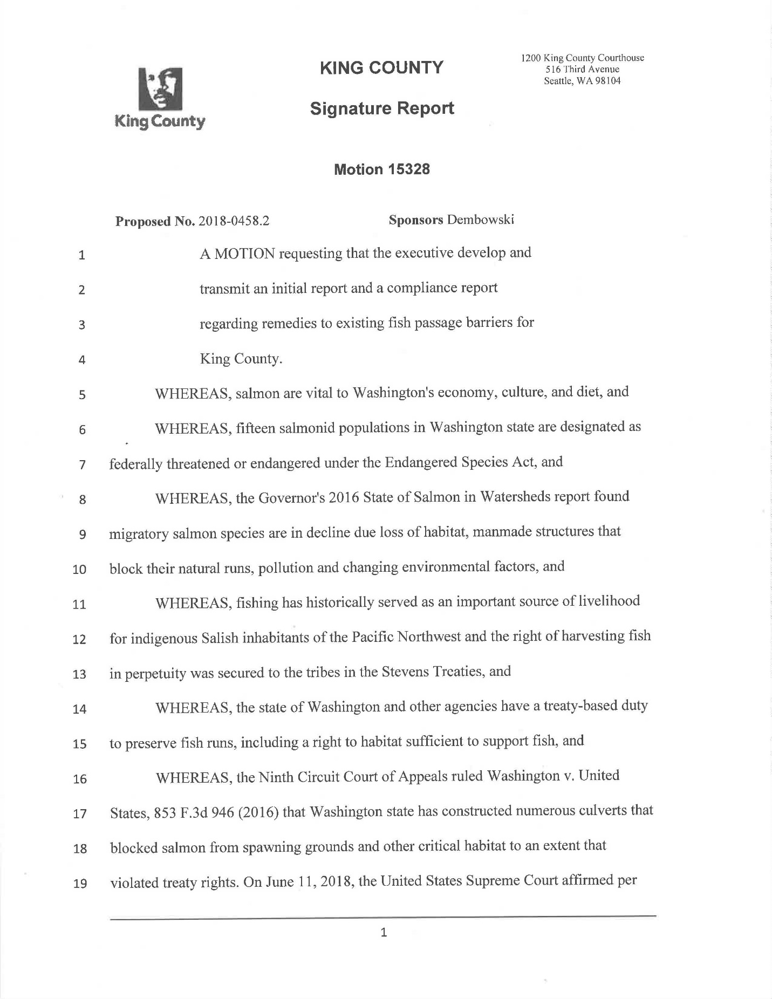 KING COUNTY
Signature Report
1200 King County Courthouse
516 Third Avenue
Seattle, WA 98104
King County
Motion 15328
Proposed No. 2018-0458.2 Sponsors Dembowski
1 A MOTION requesting that the executive develop and
2 transmit an initial report and a compliance report
3 regarding remedies to existing fish passage barriers for
4 King County.
5 WHEREAS, salmon are vital to Washington's economy, culture, and diet, and
6 WHEREAS, fifteen salmonid populations in Washington state are designated as
7 federally threatened or endangered under the Endangered Species Act, and
8 WHEREAS, the Governor's 2016 State of Salmon in Watersheds report found
9 migratory salmon species are in decline due loss of habitat, manmade structures that
10 block their natural runs, pollution and changing environmental factors, and
11 WHEREAS, fishing has historically served as an important source of livelihood
12 for indigenous Salish inhabitants of the Pacific Northwest and the right of harvesting fish
13 in perpetuity was secured to the tribes in the Stevens Treaties, and
14 WHEREAS, the state of Washington and other agencies have a treaty-based duty
15 to preserve fish runs, including a right to habitat sufficient to support fish, and
16 WHEREAS, the Ninth Circuit Court of Appeals ruled Washington v. United
17 States, 853 F.3d 946 (2016) that Washington state has constructed numerous culverts that
18 blocked salmon from spawning grounds and other critical habitat to an extent that
19 violated treaty rights. On June 11, 2018, the United States Supreme Court affirmed per
1